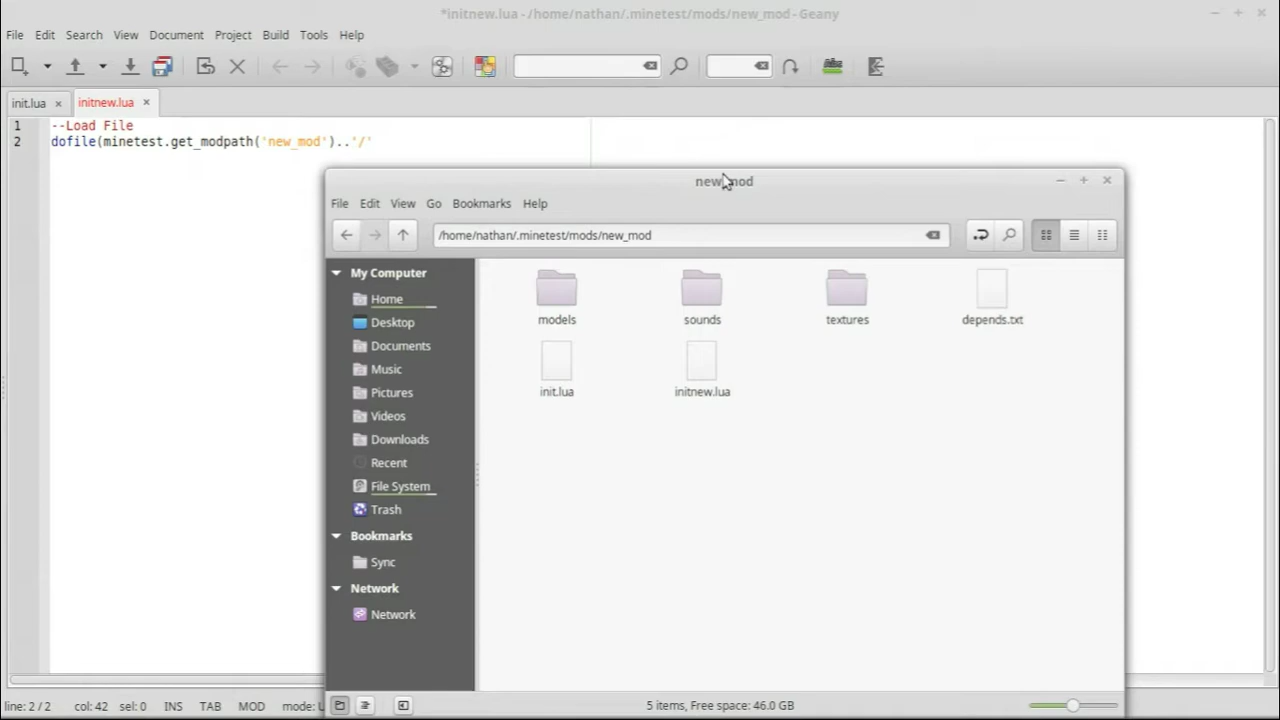 *initnew.lua - /home/nathan/.minetest/mods/new_mod - Geany
File Edit Search View Document Project Build Tools Help
init.lua initnew.lua
1 --Load File
2 dofile(minetest.get_modpath('new_mod')..'/'
new_mod
File Edit View Go Bookmarks Help
/home/nathan/.minetest/mods/new_mod
My Computer
Home
Desktop
Documents
Music
Pictures
Videos
Downloads
Recent
File System
Trash
Bookmarks
Sync
Network
Network
models sounds textures depends.txt
init.lua initnew.lua
5 items, Free space: 46.0 GB
line: 2 / 2 col: 42 sel: 0 INS TAB MOD mode: